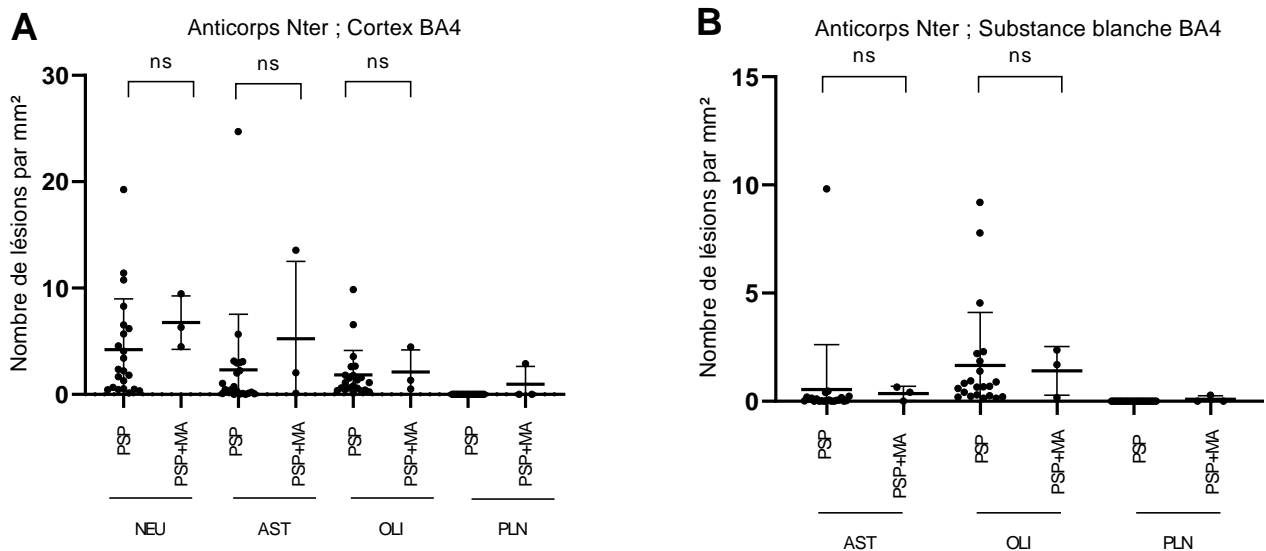 A
Anticorps Nter ; Cortex BA4
ns ns ns
Nombre de lésions par mm²
30
20
10
0
PSP PSP+MA PSP PSP+MA PSP PSP+MA PSP PSP+MA
NEU AST OLI PLN
B
Anticorps Nter ; Substance blanche BA4
ns ns
Nombre de lésions par mm²
15
10
5
0
PSP PSP+MA PSP PSP+MA PSP PSP+MA
AST OLI PLN